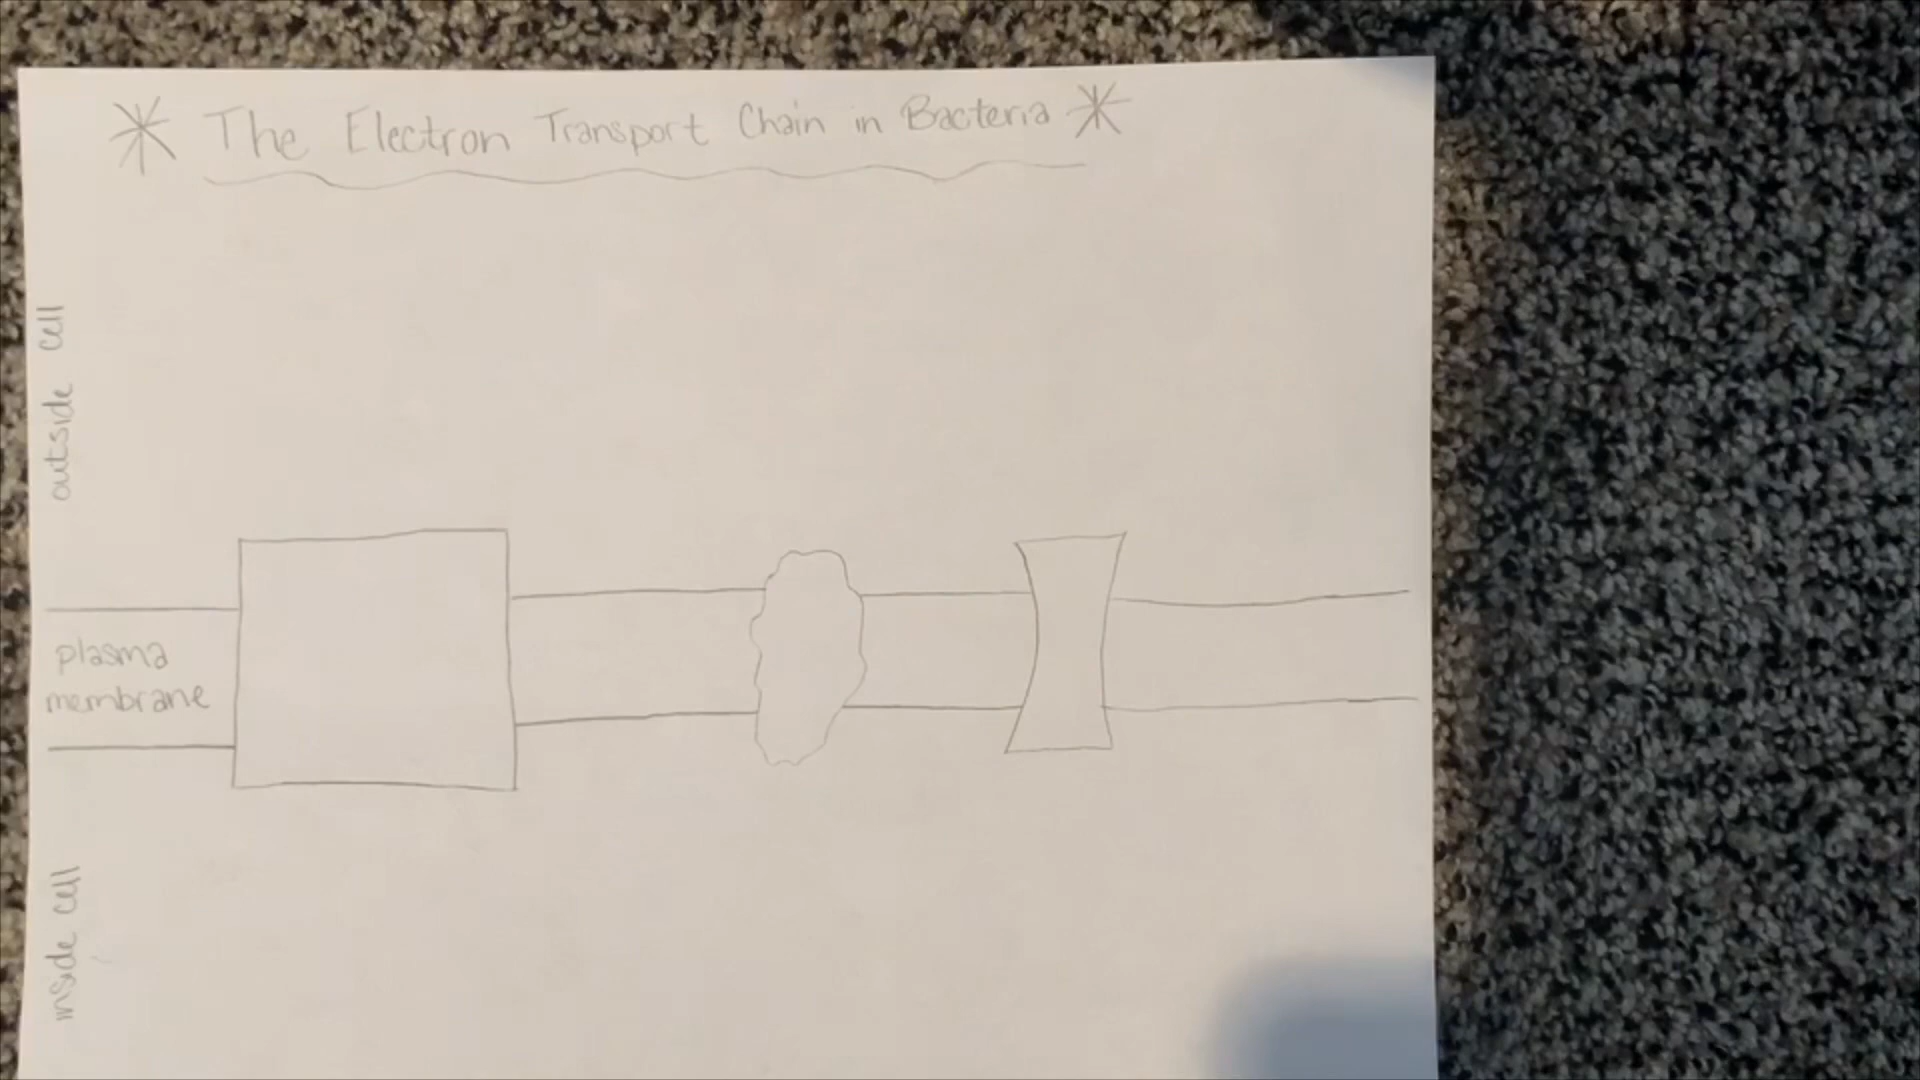 * The Electron Transport Chain in Bacteria *
outside cell
plasma
membrane
inside cell